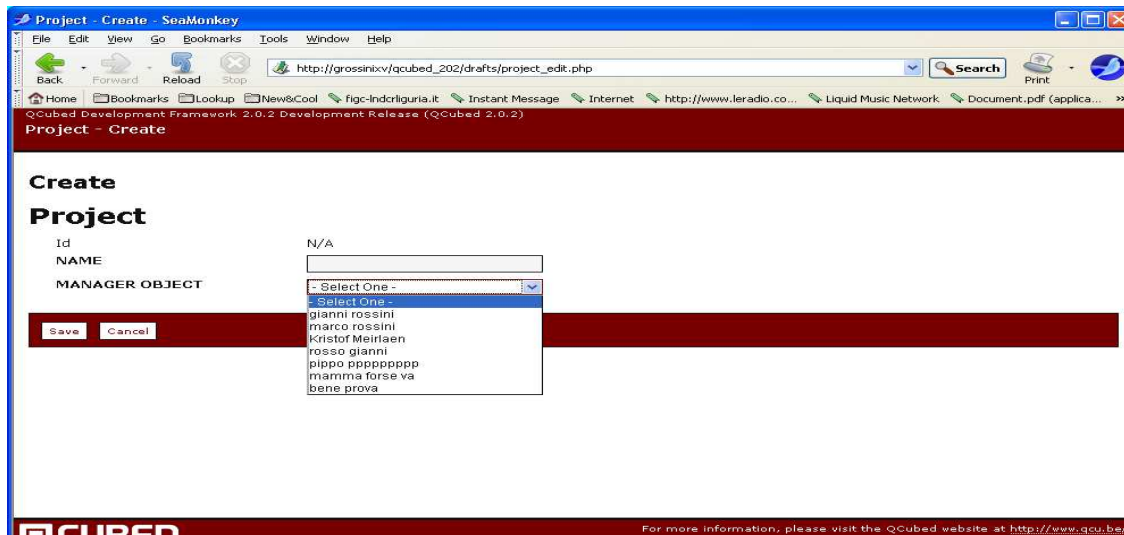 Project - Create - SeaMonkey
File Edit View Go Bookmarks Tools Window Help
Back Forward Reload Stop http://grossinixv/qcubed_202/drafts/project_edit.php Search Print
Home Bookmarks Lookup New&Cool figc-lndcrliguria.it Instant Message Internet http://www.leradio.co... Liquid Music Network Document.pdf (applica... »
QCubed Development Framework 2.0.2 Development Release (QCubed 2.0.2)
Project - Create
Create
Project
Id N/A
NAME
MANAGER OBJECT - Select One -
- Select One -
gianni rossini
marco rossini
Kristof Meirlaen
rosso gianni
pippo ppppppppp
mamma forse va
bene prova
Save Cancel
CUBED For more information, please visit the QCubed website at http://www.qcu.be/